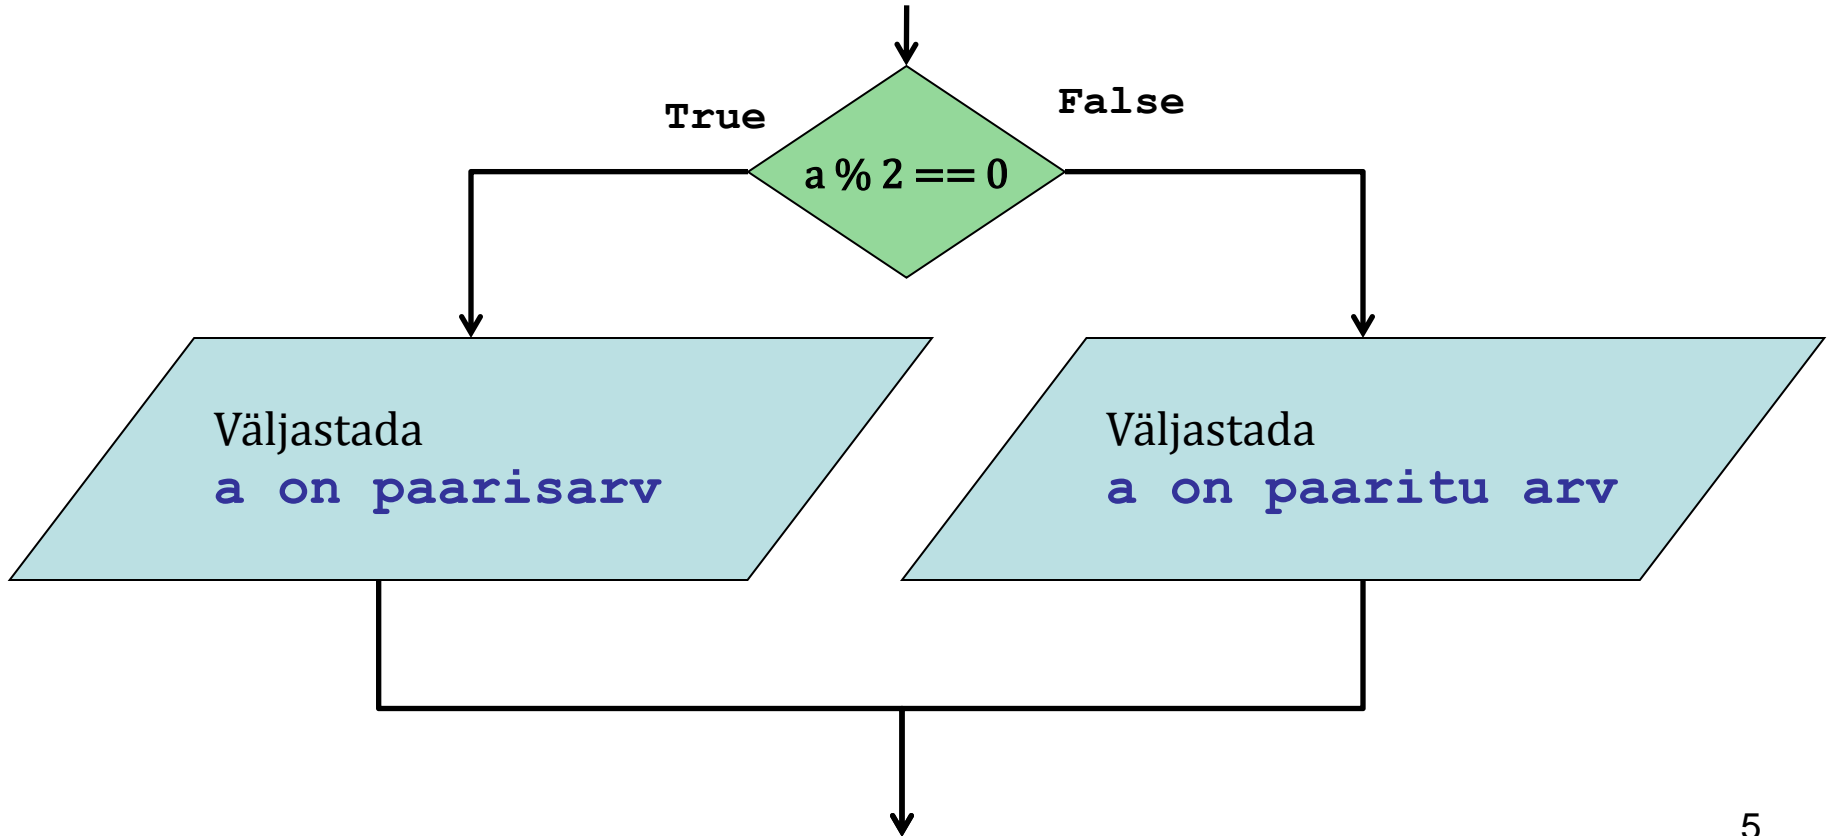 True
False
a % 2 == 0
Väljastada
a on paarisarv
Väljastada
a on paaritu arv
5